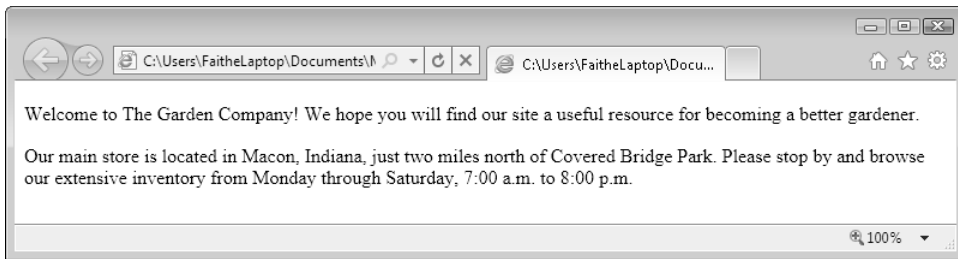 C:\Users\FaitheLaptop\Documents\M
C:\Users\FaitheLaptop\Docu...
Welcome to The Garden Company! We hope you will find our site a useful resource for becoming a better gardener.
Our main store is located in Macon, Indiana, just two miles north of Covered Bridge Park. Please stop by and browse
our extensive inventory from Monday through Saturday, 7:00 a.m. to 8:00 p.m.
100%